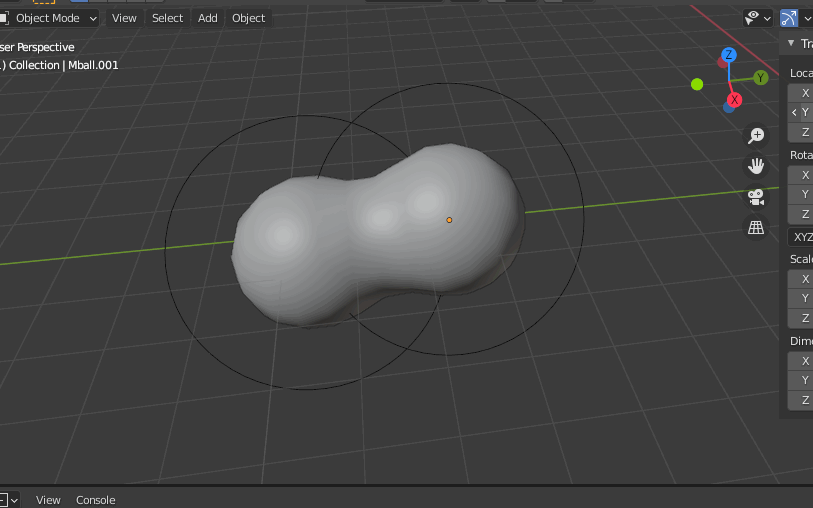 Object Mode View Select Add Object
ser Perspective
.) Collection | Mball.001
Z
Y
X
Tra
Loca
X
Y
Z
Rota
X
Y
Z
XYZ
Scale
X
Y
Z
Dime
X
Y
Z
View Console